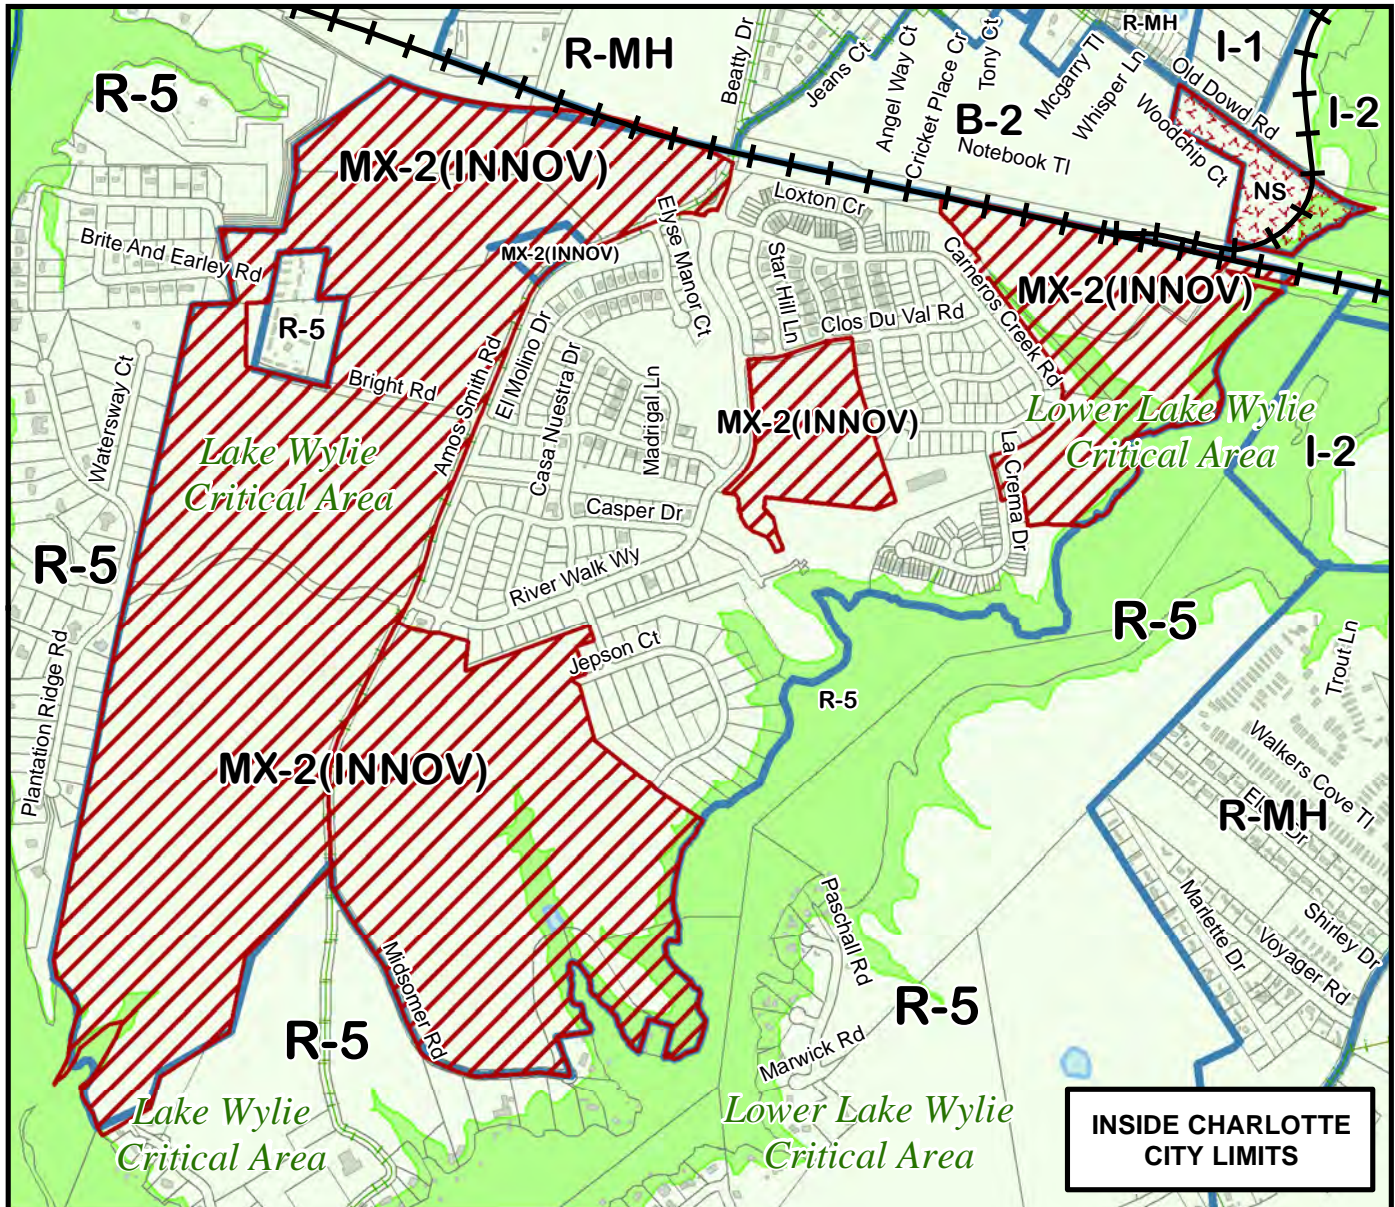 R-MH
I-1
R-MH
Beatty Dr
Jeans Ct
Angel Way Ct
Cricket Place Cr
Tony Ct
Mcgarry Tl
Whisper Ln
Old Dowd Rd
Woodchip Ct
I-2
R-5
B-2
Notebook Tl
MX-2(INNOV)
NS
Loxton Cr
Elyse Manor Ct
Brite And Earley Rd
MX-2(INNOV)
Star Hill Ln
Carneros Creek Rd
MX-2(INNOV)
R-5
Clos Du Val Rd
El Molino Dr
Amos Smith Rd
Casa Nuestra Dr
Madrigal Ln
Bright Rd
Watersway Ct
MX-2(INNOV)
Lower Lake Wylie
Critical Area
I-2
Lake Wylie
Critical Area
La Crema Dr
Casper Dr
R-5
River Walk Wy
R-5
Jepson Ct
Plantation Ridge Rd
Trout Ln
R-5
MX-2(INNOV)
Walkers Cove Tl
R-MH
Paschall Rd
Marlette Dr
Shirley Dr
Voyager Rd
Midsomer Rd
R-5
R-5
Marwick Rd
Lake Wylie
Critical Area
Lower Lake Wylie
Critical Area
INSIDE CHARLOTTE
CITY LIMITS